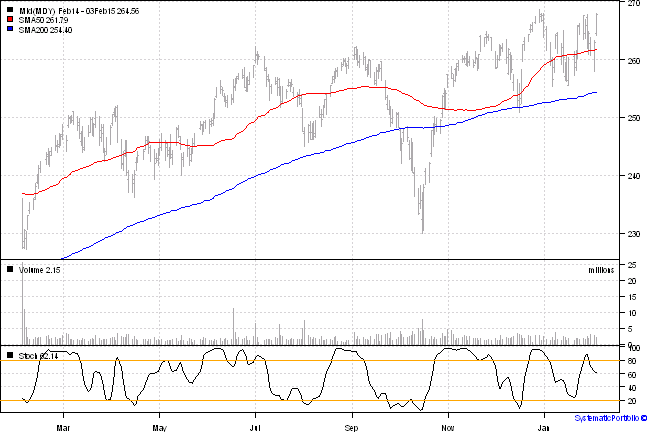 Mid(MDY) Feb14 - 03Feb15 264.56
SMA50 261.79
SMA200 254.40
270
260
250
240
230
Volume 2.15
millions
25
20
15
10
5
0
Stoch 62.14
100
80
60
40
20
Mar May Jul Sep Nov Jan
SystematicPortfolio ©